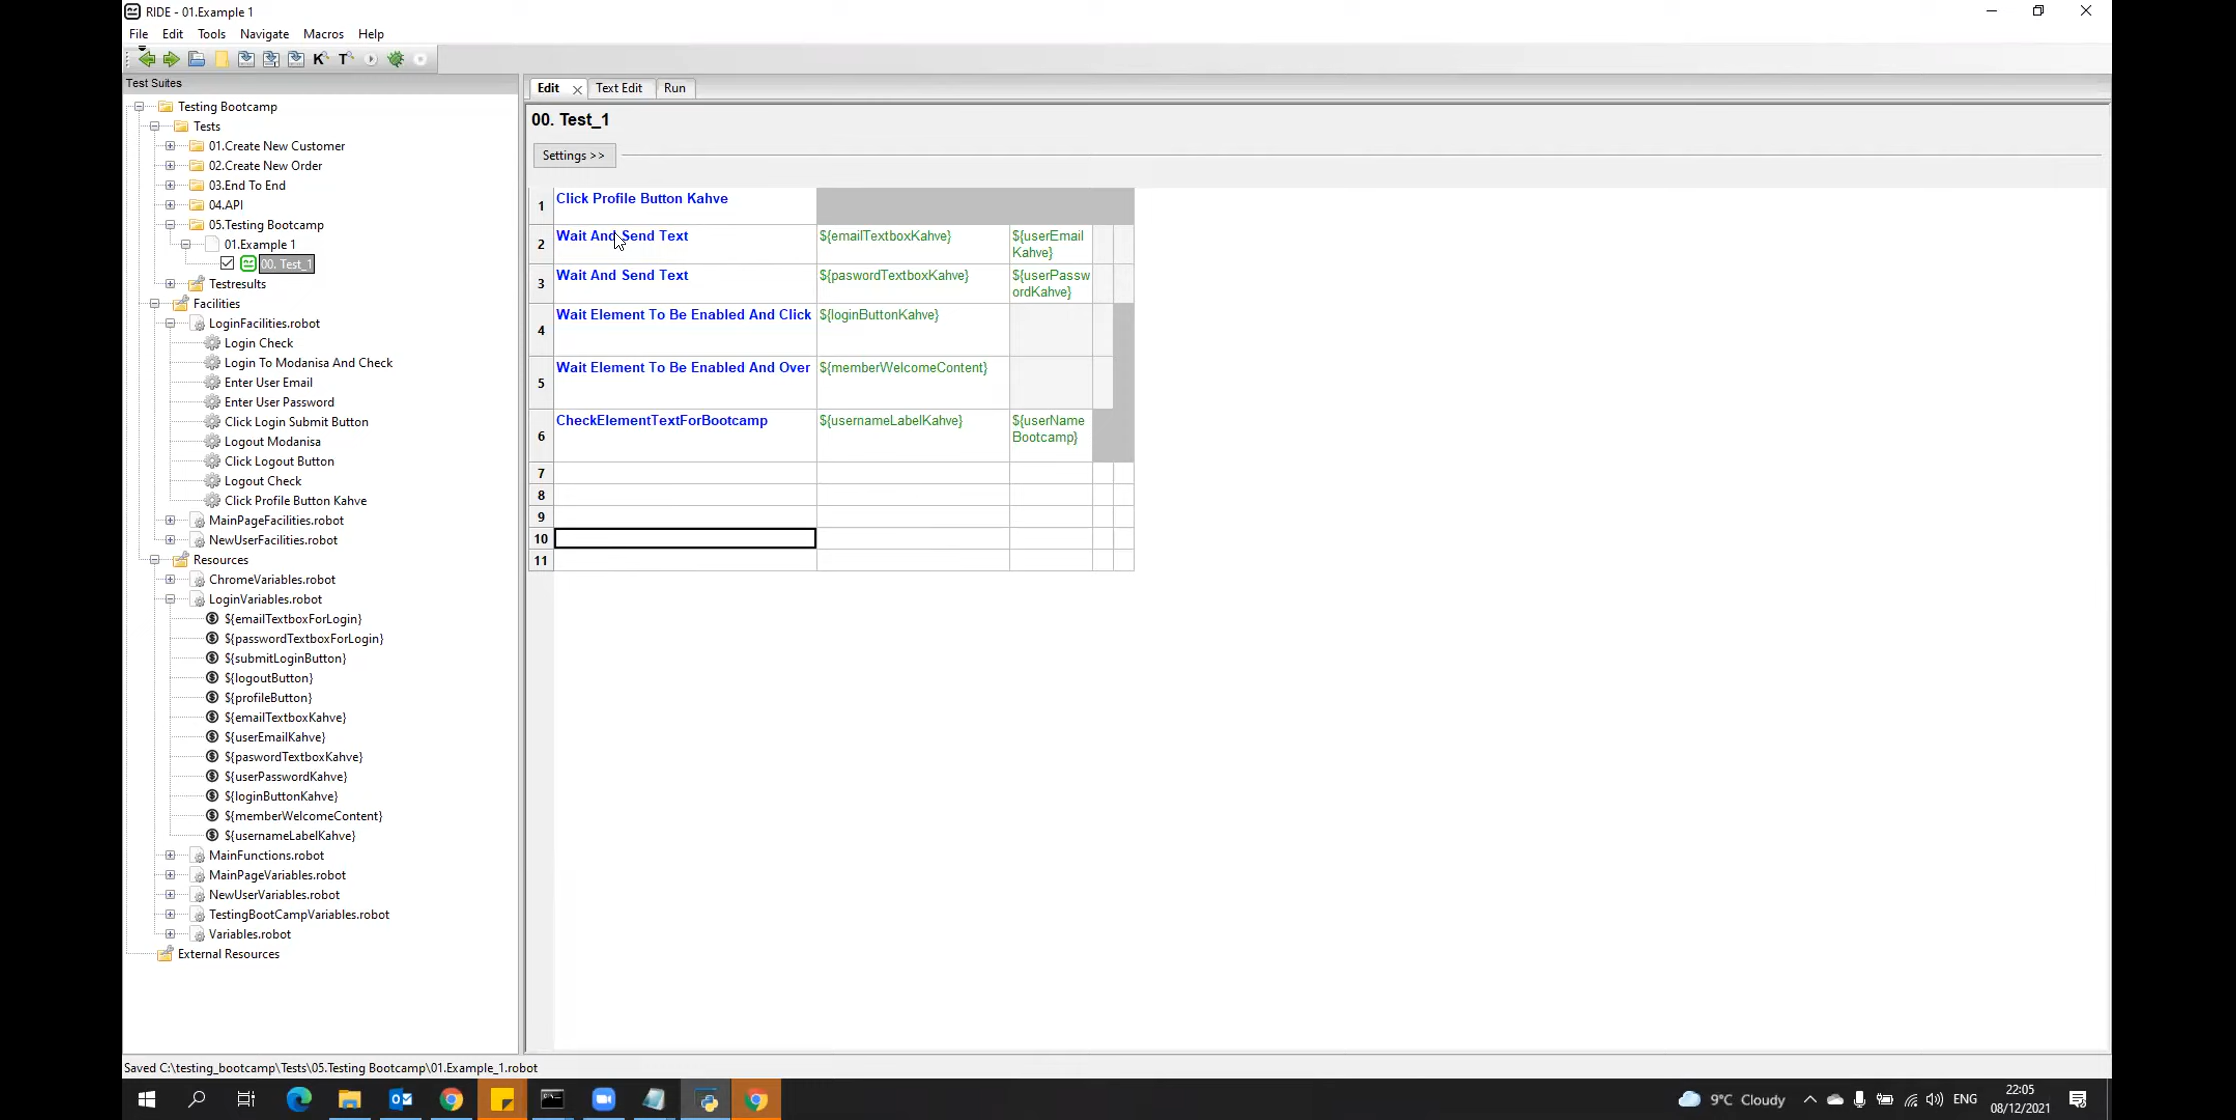 RIDE - 01.Example 1
File Edit Tools Navigate Macros Help
K T
Test Suites
Testing Bootcamp
Tests
01.Create New Customer
02.Create New Order
03.End To End
04.API
05.Testing Bootcamp
01.Example 1
00. Test_1
Testresults
Facilities
LoginFacilities.robot
Login Check
Login To Modanisa And Check
Enter User Email
Enter User Password
Click Login Submit Button
Logout Modanisa
Click Logout Button
Logout Check
Click Profile Button Kahve
MainPageFacilities.robot
NewUserFacilities.robot
Resources
ChromeVariables.robot
LoginVariables.robot
${emailTextboxForLogin}
${passwordTextboxForLogin}
${submitLoginButton}
${logoutButton}
${profileButton}
${emailTextboxKahve}
${userEmailKahve}
${paswordTextboxKahve}
${userPasswordKahve}
${loginButtonKahve}
${memberWelcomeContent}
${usernameLabelKahve}
MainFunctions.robot
MainPageVariables.robot
NewUserVariables.robot
TestingBootCampVariables.robot
Variables.robot
External Resources
Edit Text Edit Run
00. Test_1
Settings >>
1 Click Profile Button Kahve
2 Wait And Send Text ${emailTextboxKahve} ${userEmail
Kahve}
3 Wait And Send Text ${paswordTextboxKahve} ${userPassw
ordKahve}
4 Wait Element To Be Enabled And Click ${loginButtonKahve}
5 Wait Element To Be Enabled And Over ${memberWelcomeContent}
6 CheckElementTextForBootcamp ${usernameLabelKahve} ${userName
Bootcamp}
7
8
9
10
11
Saved C:\testing_bootcamp\Tests\05.Testing Bootcamp\01.Example_1.robot
9°C Cloudy ENG 22:05
08/12/2021